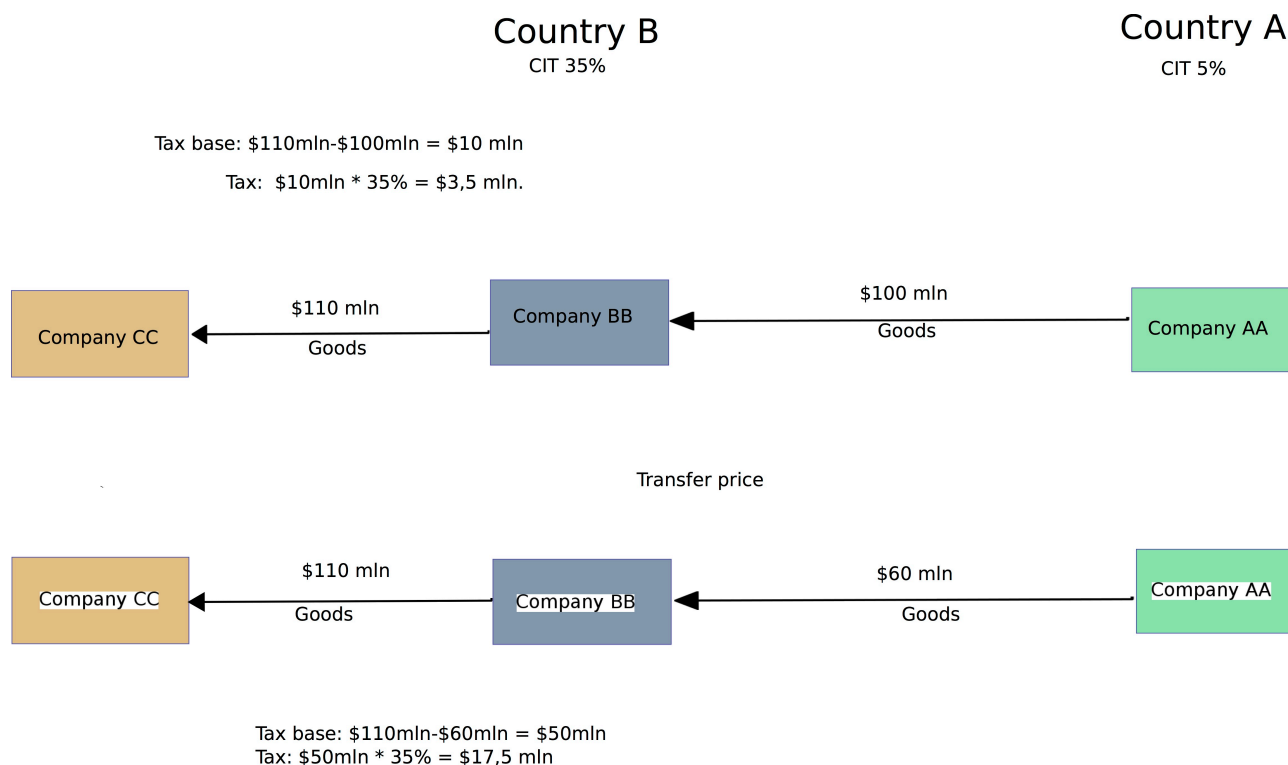 Country B
Country A
CIT 35%
CIT 5%
Tax base: $110mln-$100mln = $10 mln
Tax:  $10mln * 35% = $3,5 mln.
$110 mln
$100 mln
Company CC
Company BB
Company AA
Goods
Goods
Transfer price
$110 mln
$60 mln
Company CC
Company BB
Company AA
Goods
Goods
Tax base: $110mln-$60mln = $50mln
Tax: $50mln * 35% = $17,5 mln